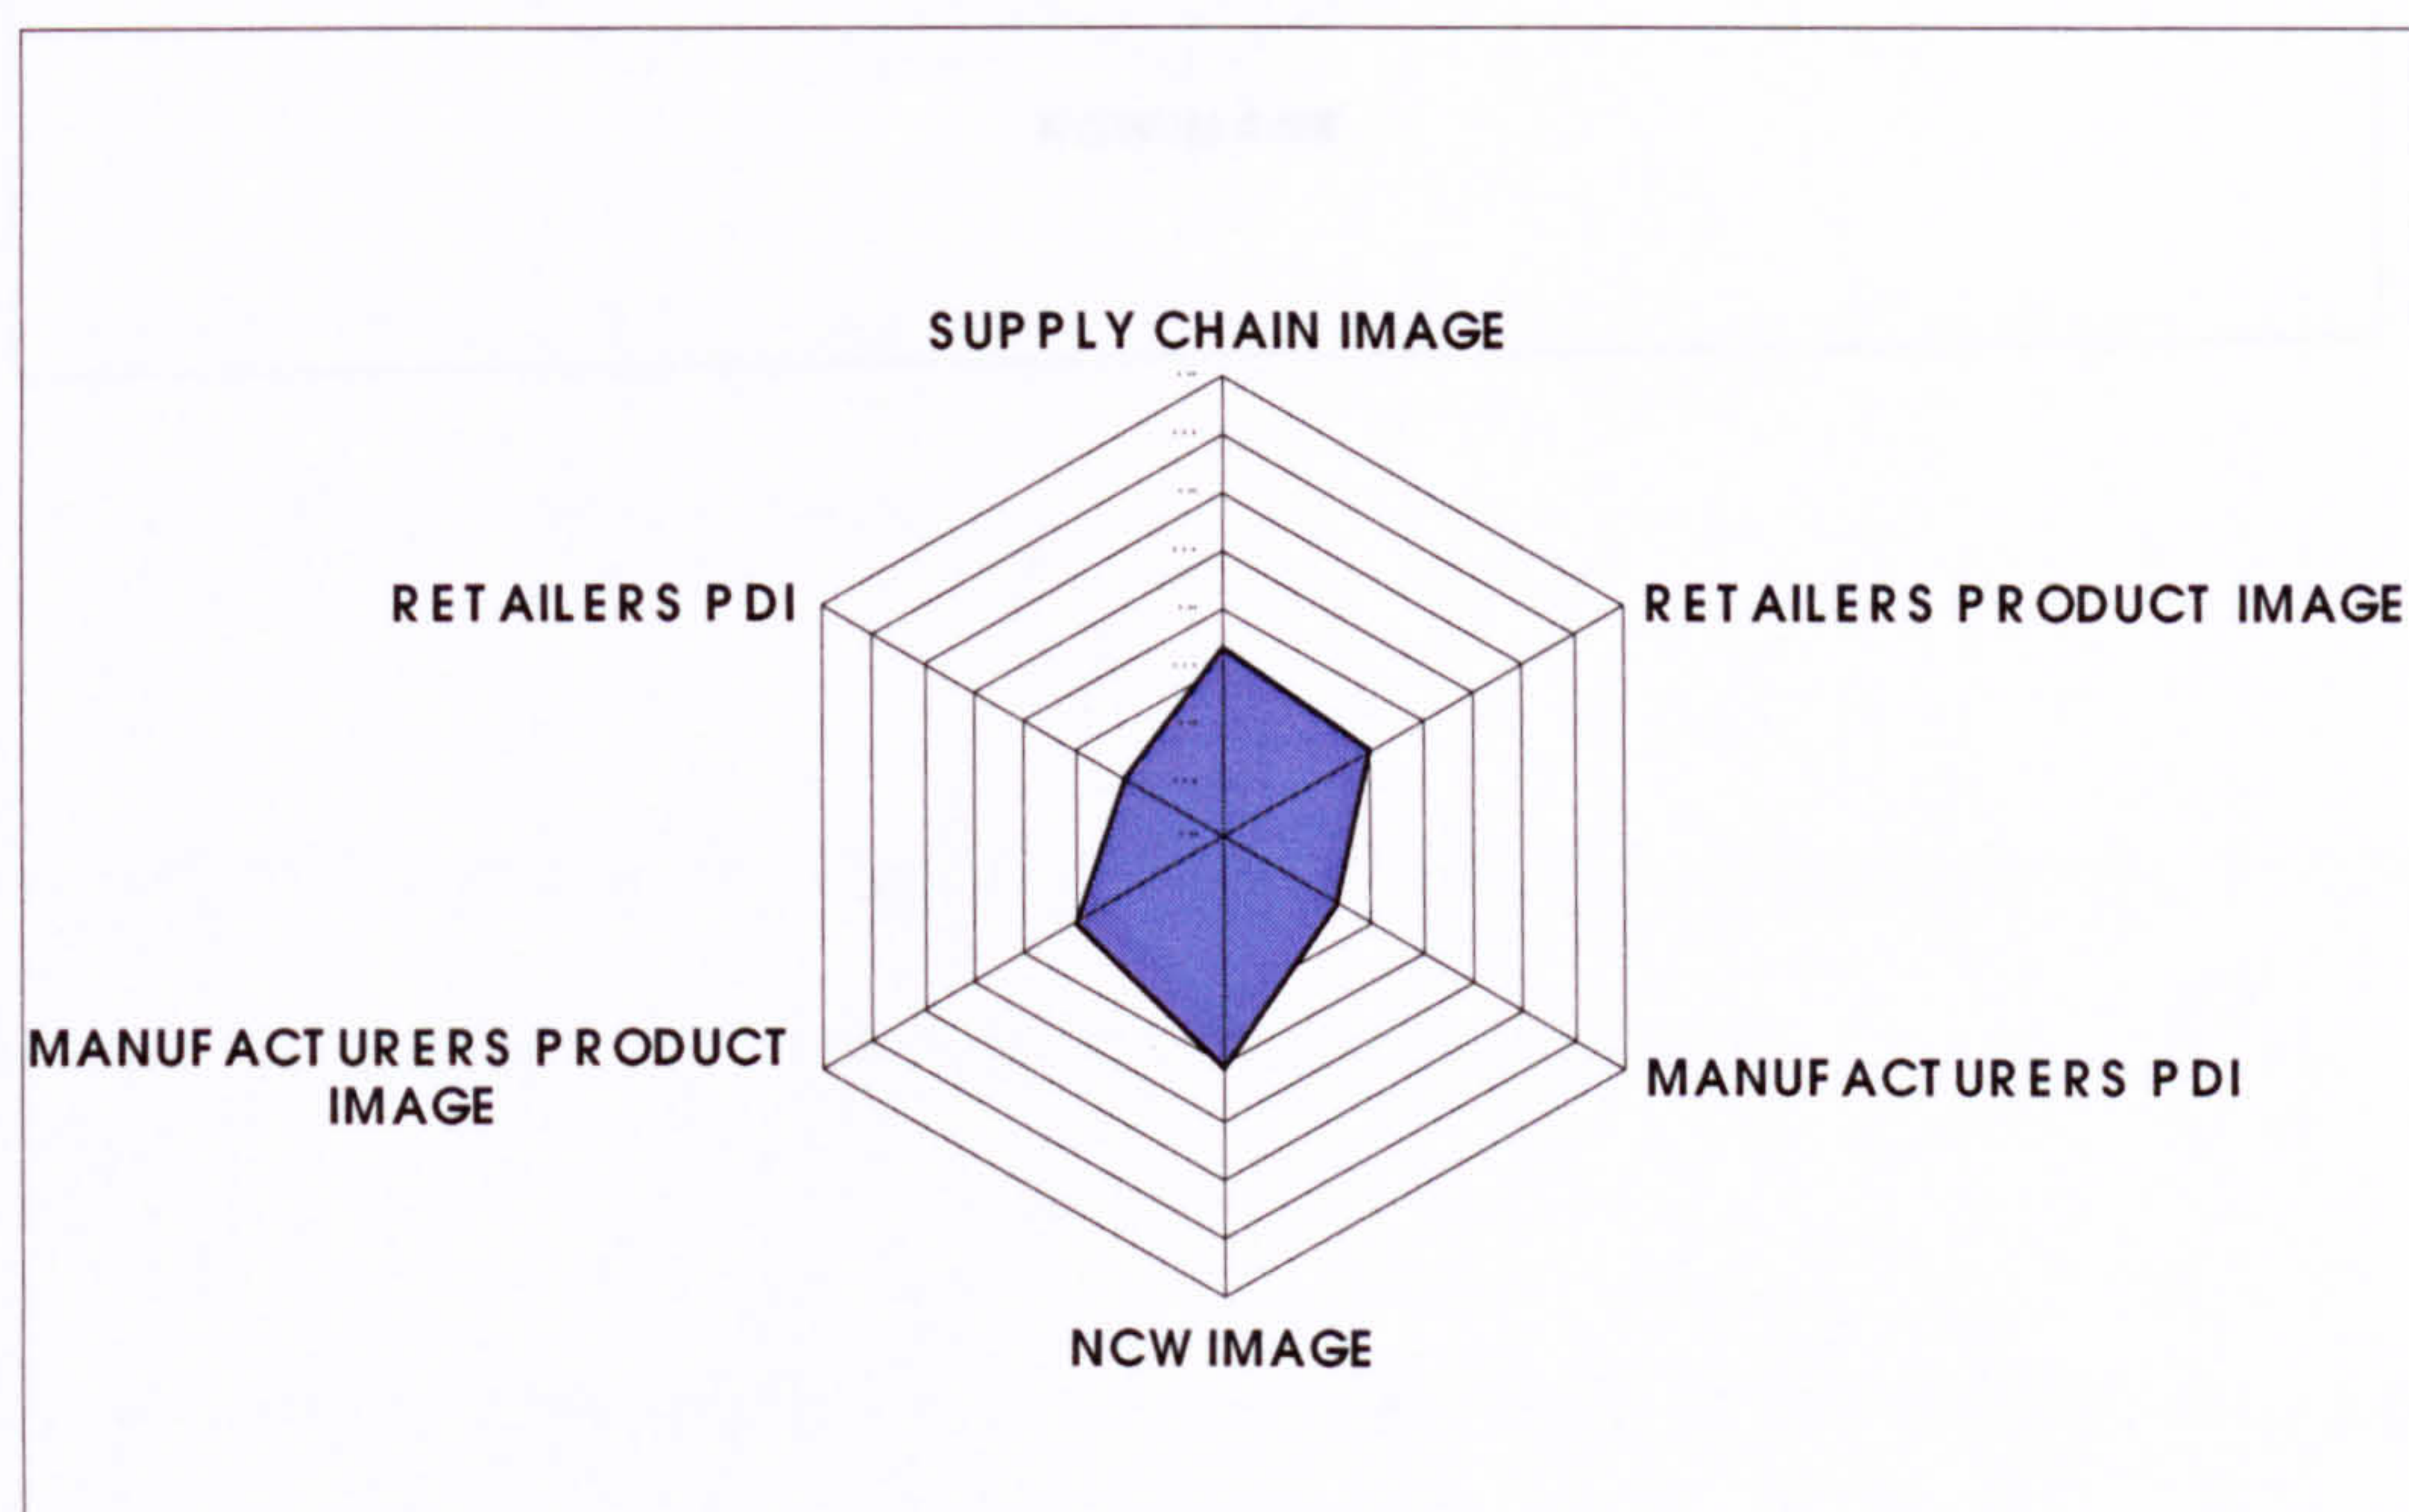 SUPPLY CHAIN IMAGE
RETAILERS PDI
RETAILERS PRODUCT IMAGE
MANUFACTURERS PRODUCT
IMAGE
MANUFACTURERS PDI
NCW IMAGE